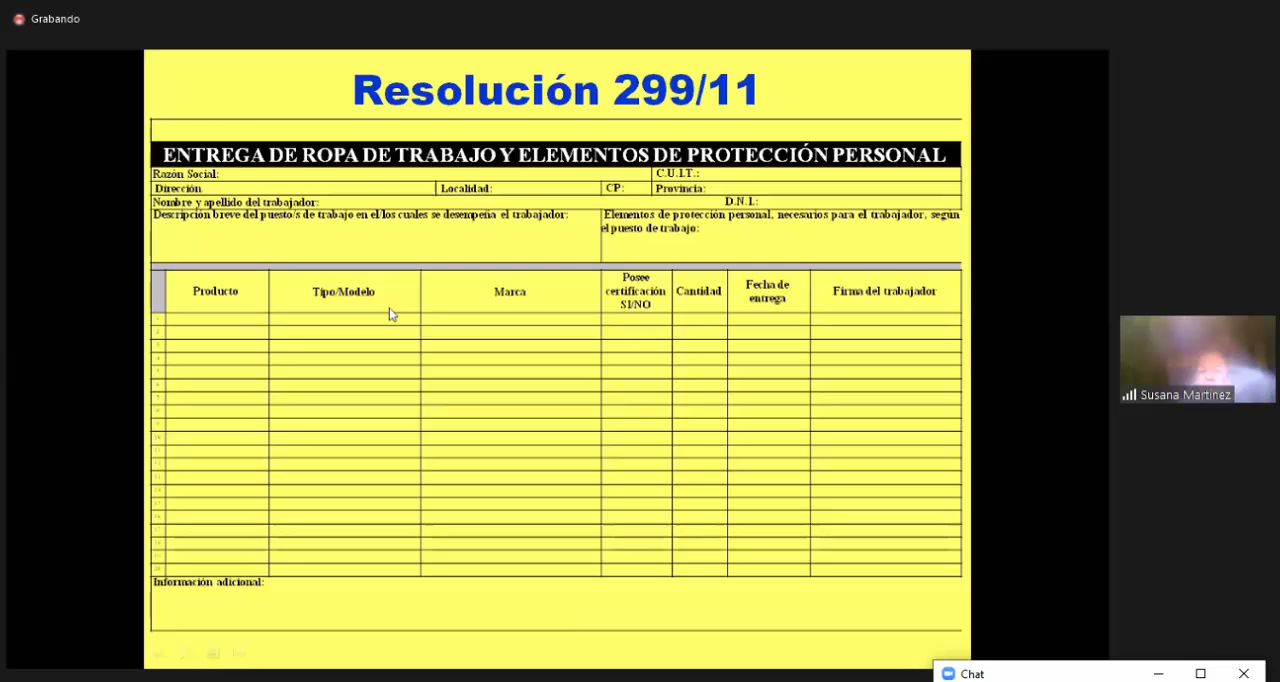 Grabando
Resolución 299/11
ENTREGA DE ROPA DE TRABAJO Y ELEMENTOS DE PROTECCIÓN PERSONAL
Razón Social:
C.U.I.T.:
Dirección
Localidad:
CP:
Provincia:
Nombre y apellido del trabajador:
D.N.I.:
Descripción breve del puesto/s de trabajo en el/los cuales se desempeña el trabajador:
Elementos de protección personal, necesarios para el trabajador, según
el puesto de trabajo:
Producto
Tipo/Modelo
Marca
Posee
certificación
SI/NO
Cantidad
Fecha de
entrega
Firma del trabajador
Información adicional:
Susana Martinez
Chat